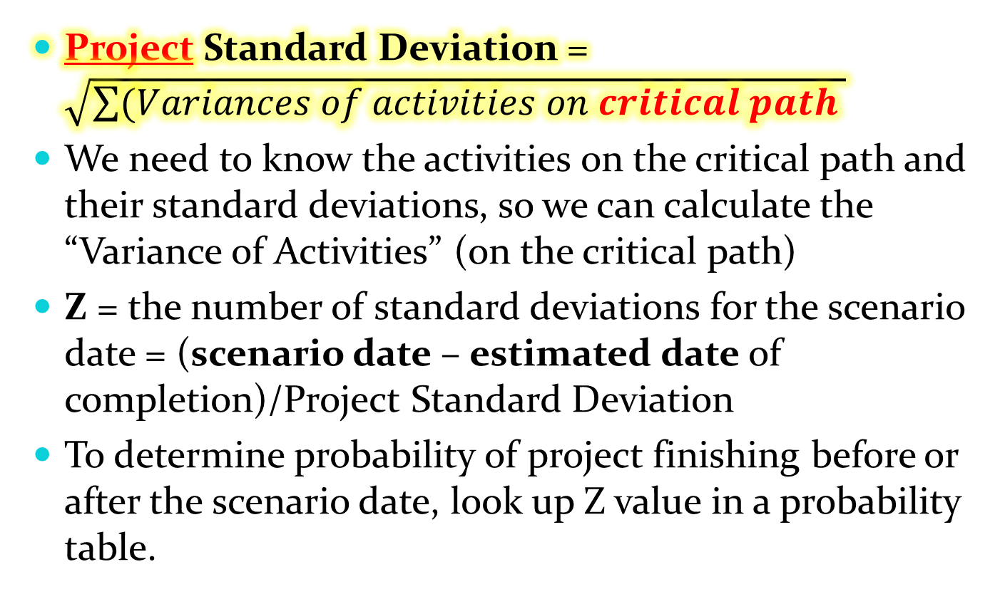 • Project Standard Deviation =
√∑(Variances of activities on critical path
• We need to know the activities on the critical path and
their standard deviations, so we can calculate the
“Variance of Activities” (on the critical path)
• Z = the number of standard deviations for the scenario
date = (scenario date – estimated date of
completion)/Project Standard Deviation
• To determine probability of project finishing before or
after the scenario date, look up Z value in a probability
table.